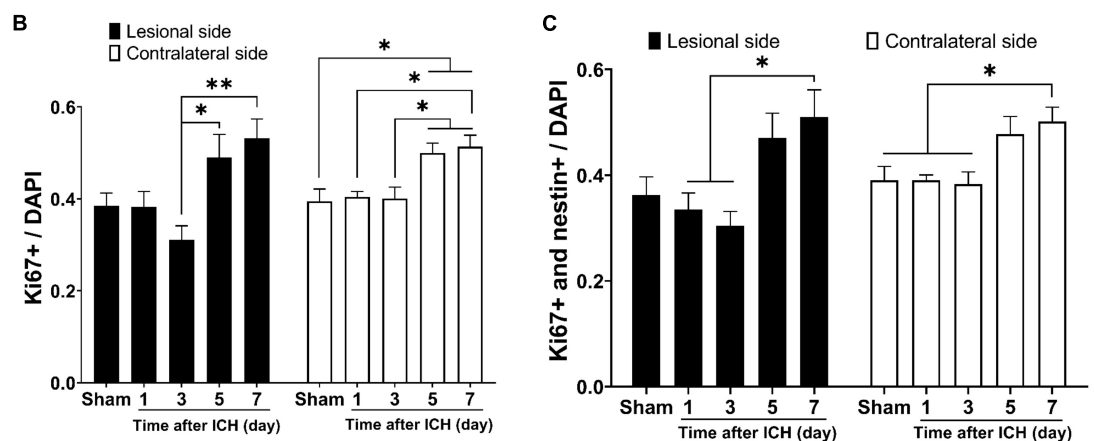 B
Lesional side
Contralateral side
Ki67+ / DAPI
0.6
0.4
0.2
0.0
*
**
*
*
*
Sham 1 3 5 7
Time after ICH (day)
Sham 1 3 5 7
Time after ICH (day)
C
Lesional side
Contralateral side
Ki67+ and nestin+ / DAPI
0.6
0.4
0.2
0.0
*
*
Sham 1 3 5 7
Time after ICH (day)
Sham 1 3 5 7
Time after ICH (day)